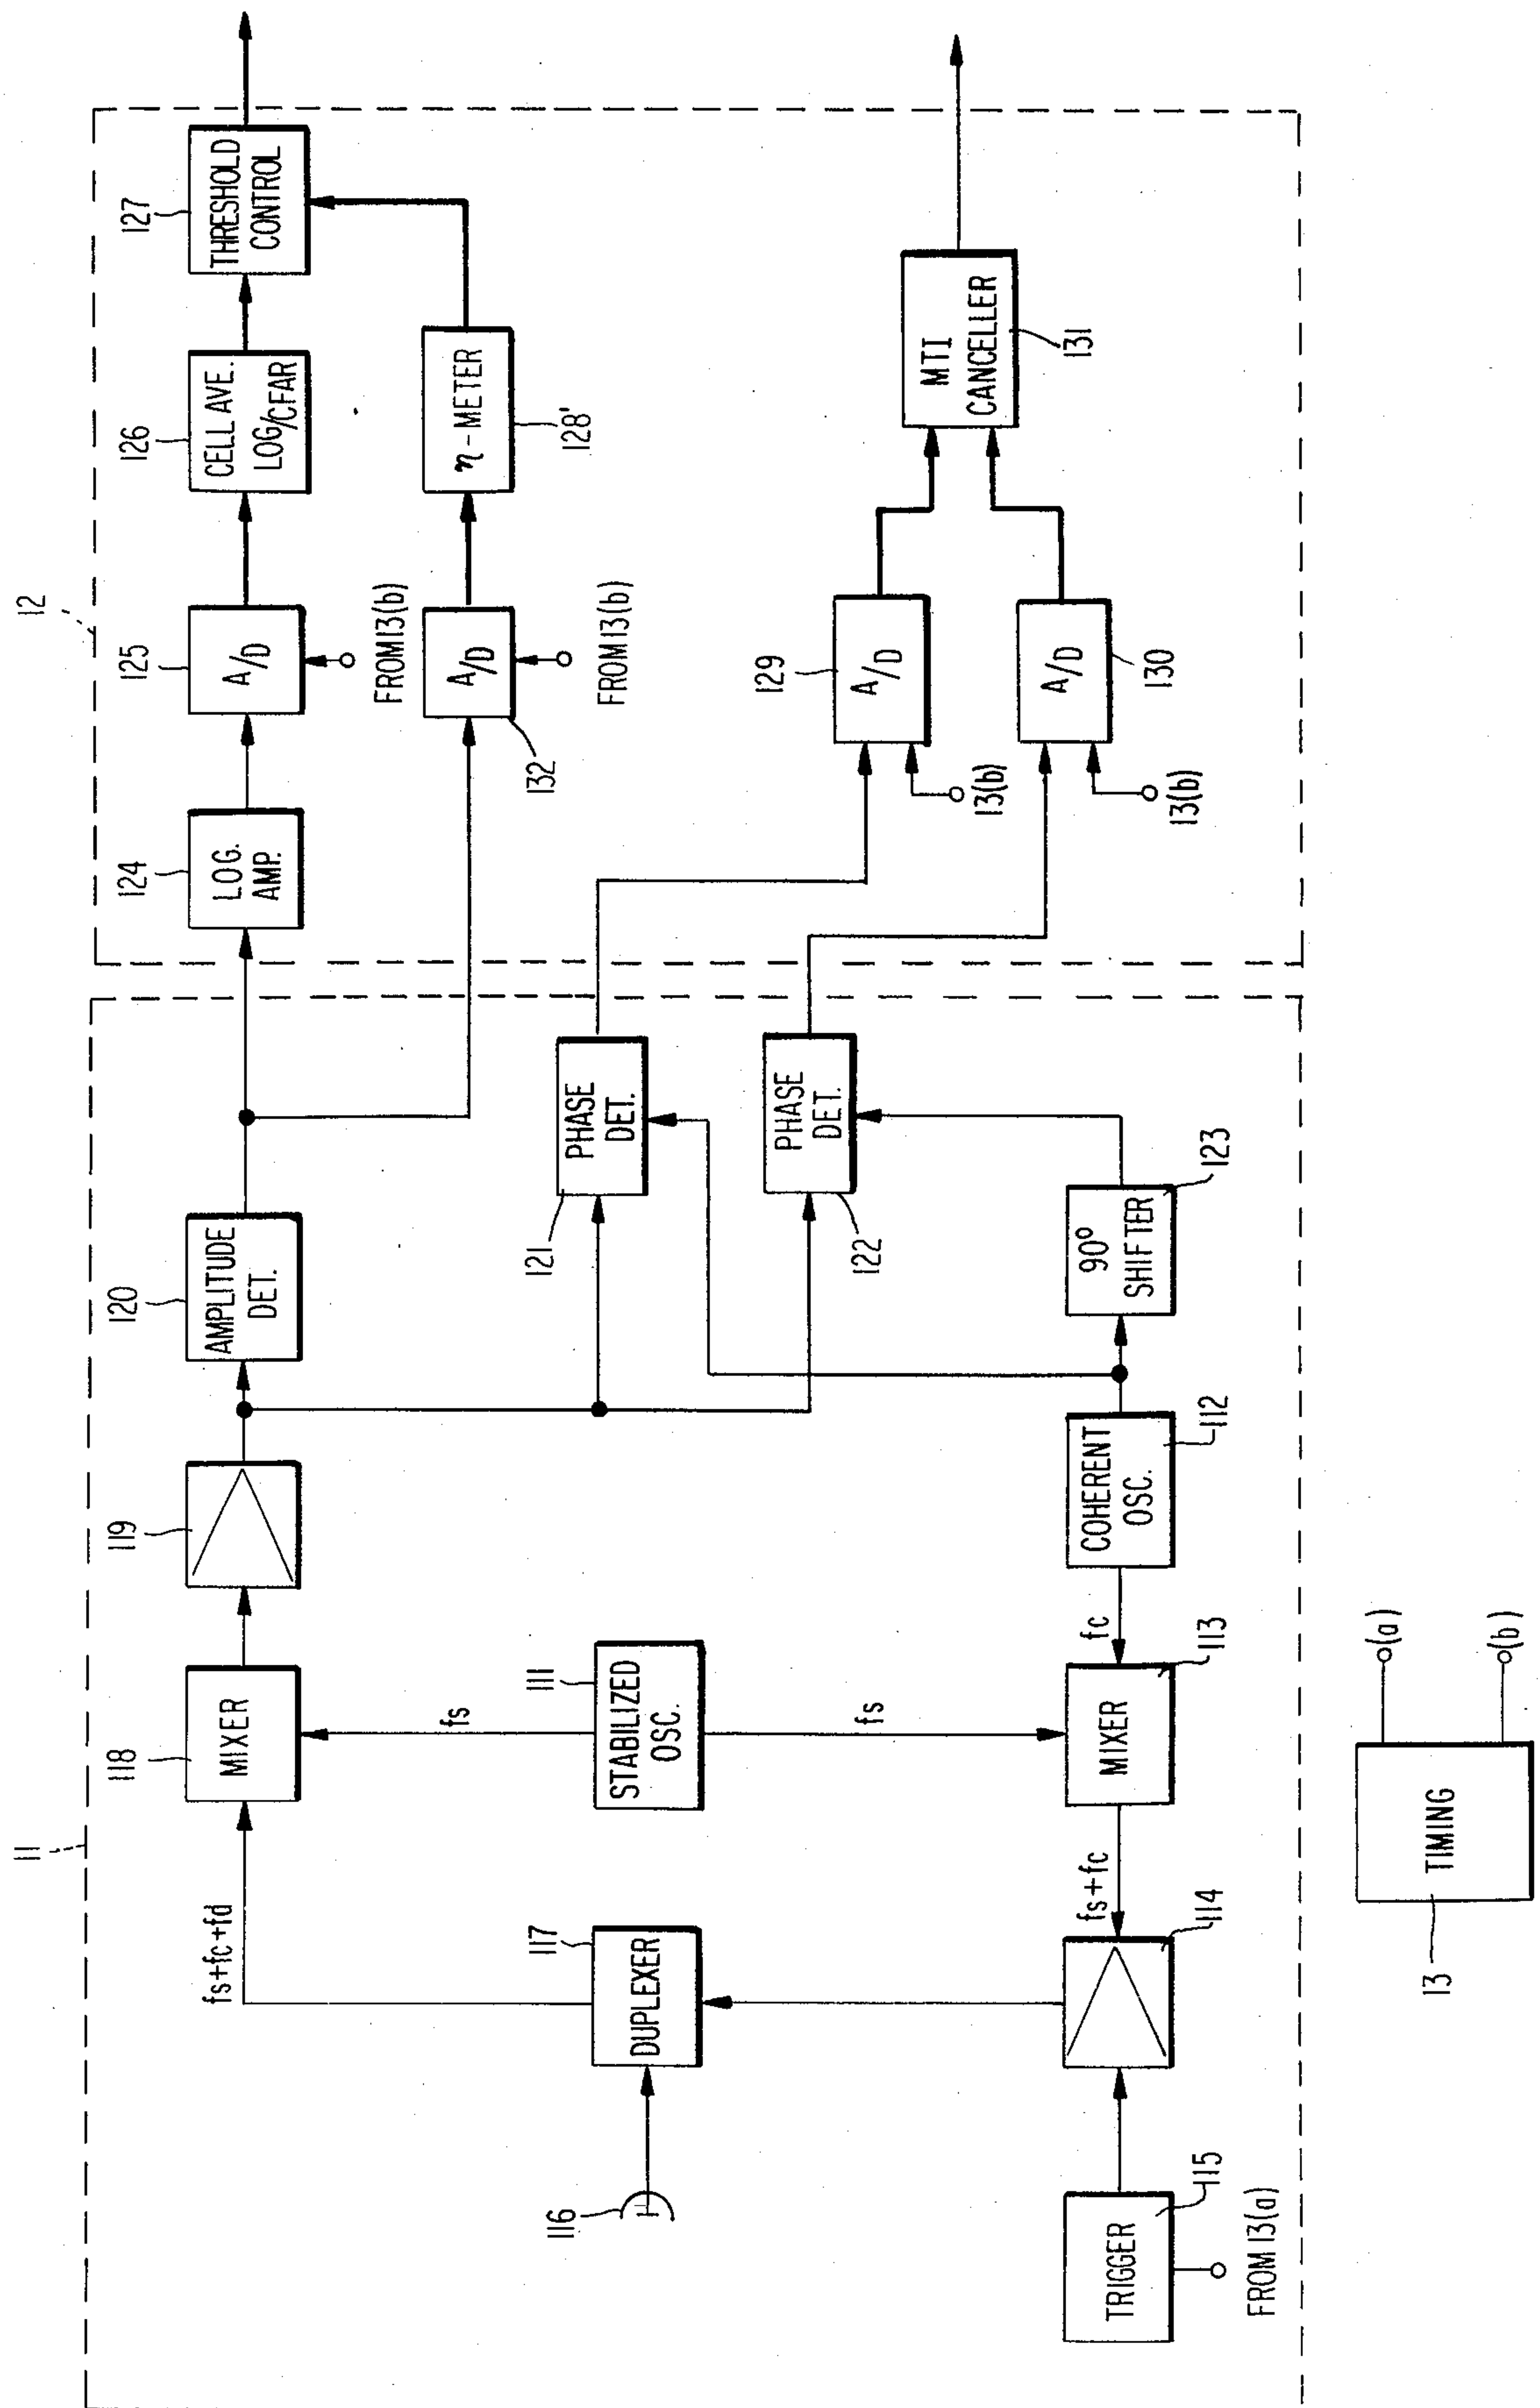 12
124
LOG.
AMP.
125
A/D
FROM 13(b)
126
CELL AVE.
LOG/CFAR
127
THRESHOLD
CONTROL
132
A/D
FROM 13(b)
η-METER
128'
129
A/D
13(b)
A/D
130
13(b)
MTI
CANCELLER
131
11
fs+fc+fd
118
MIXER
119
120
AMPLITUDE
DET.
116
117
DUPLEXER
111
STABILIZED
OSC.
fs
fs
121
PHASE
DET.
122
PHASE
DET.
TRIGGER
115
FROM 13(a)
114
fs+fc
MIXER
113
fc
COHERENT
OSC.
112
90°
SHIFTER
123
13
TIMING
(a)
(b)